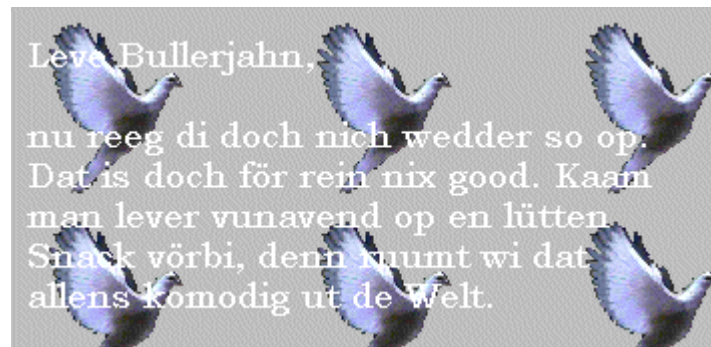 Leve Bullerjahn,
nu reeg di doch nich wedder so op.
Dat is doch för rein nix good. Kaam
man lever vunavend op en lütten
Snack vörbi, denn ruumt wi dat
allens komodig ut de Welt.